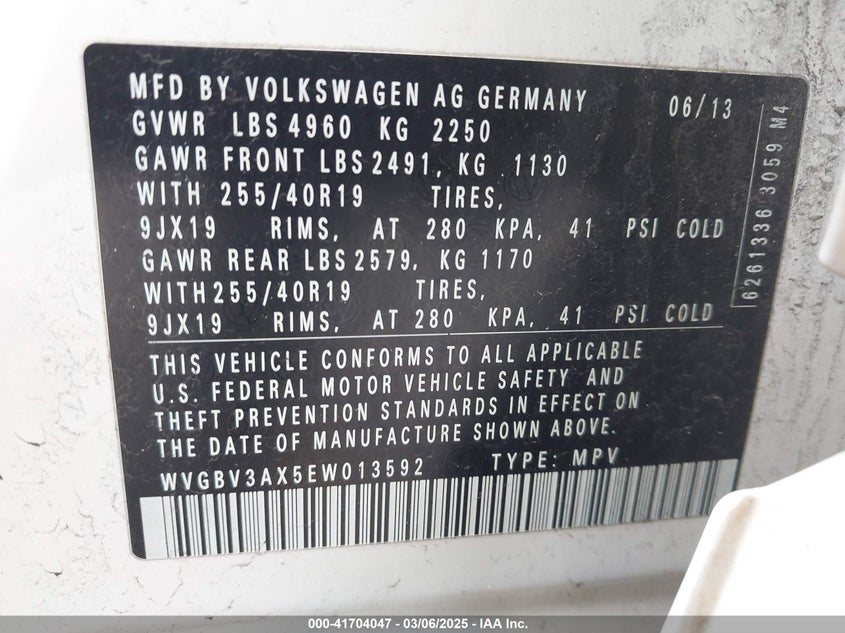 MFD BY VOLKSWAGEN AG GERMANY 06/13
GVWR LBS 4960 KG 2250
GAWR FRONT LBS 2491, KG 1130
WITH 255/40R19 TIRES,
9JX19 RIMS, AT 280 KPA, 41 PSI COLD
GAWR REAR LBS 2579, KG 1170
WITH 255/40R19 TIRES,
9JX19 RIMS, AT 280 KPA, 41 PSI COLD
THIS VEHICLE CONFORMS TO ALL APPLICABLE
U.S. FEDERAL MOTOR VEHICLE SAFETY AND
THEFT PREVENTION STANDARDS IN EFFECT ON
THE DATE OF MANUFACTURE SHOWN ABOVE.
WVGBV3AX5EW013592 TYPE: MPV
6261336 3059 M4
000-41704047 - 03/06/2025 - IAA Inc.